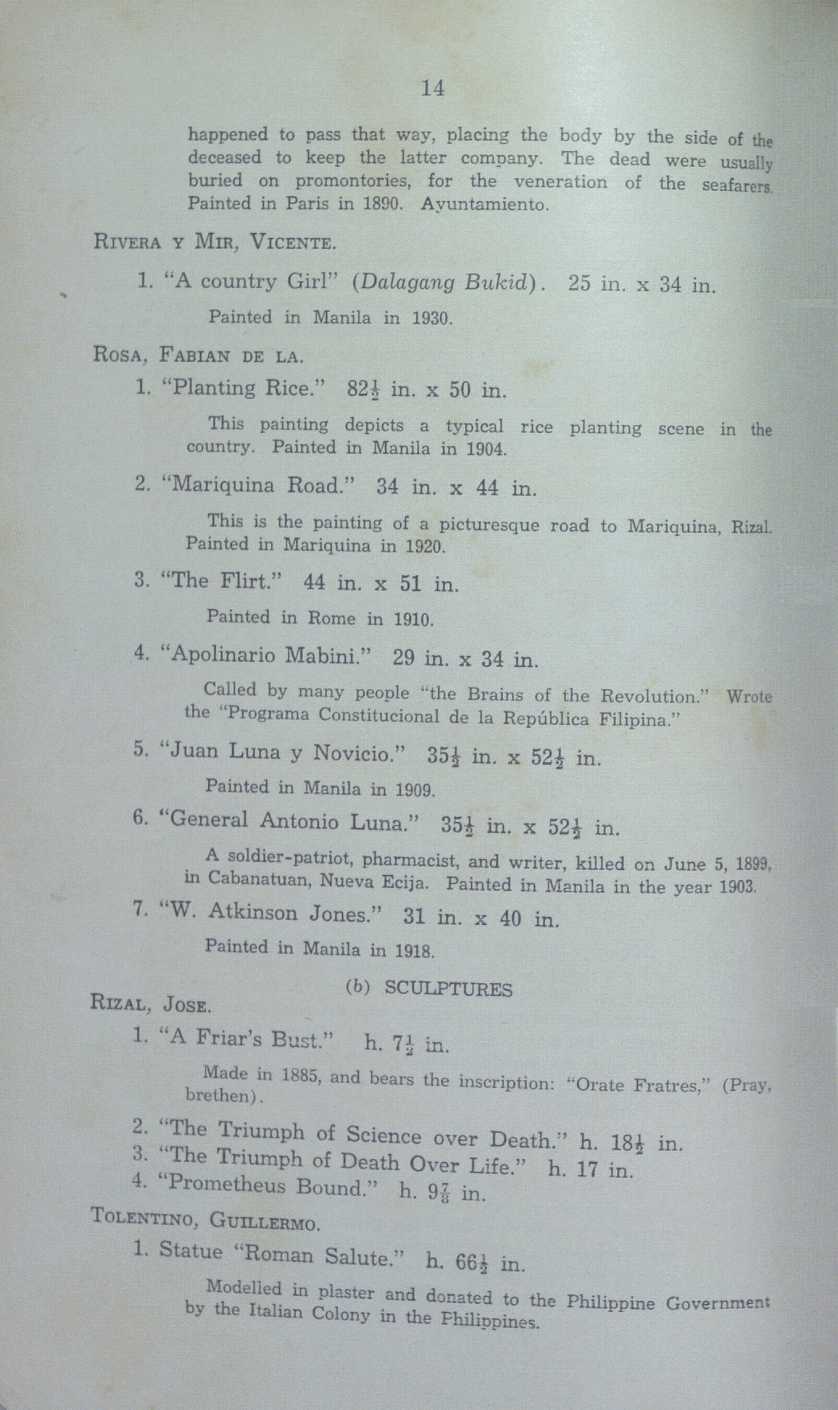 14
happened to pass that way, placing the body by the side of the
deceased to keep the latter company. The dead were usually
buried on promontories, for the veneration of the seafarers.
Painted in Paris in 1890. Ayuntamiento.
RIVERA Y MIR, VICENTE.
1. “A country Girl” (Dalagang Bukid). 25 in. x 34 in.
Painted in Manila in 1930.
ROSA, FABIAN DE LA.
1. “Planting Rice.” 82½ in. x 50 in.
This painting depicts a typical rice planting scene in the
country. Painted in Manila in 1904.
2. “Mariquina Road.” 34 in. x 44 in.
This is the painting of a picturesque road to Mariquina, Rizal.
Painted in Mariquina in 1920.
3. “The Flirt.” 44 in. x 51 in.
Painted in Rome in 1910.
4. “Apolinario Mabini.” 29 in. x 34 in.
Called by many people “the Brains of the Revolution.” Wrote
the “Programa Constitucional de la República Filipina.”
5. “Juan Luna y Novicio.” 35½ in. x 52½ in.
Painted in Manila in 1909.
6. “General Antonio Luna.” 35½ in. x 52½ in.
A soldier-patriot, pharmacist, and writer, killed on June 5, 1899,
in Cabanatuan, Nueva Ecija. Painted in Manila in the year 1903.
7. “W. Atkinson Jones.” 31 in. x 40 in.
Painted in Manila in 1918.
(b) SCULPTURES
RIZAL, JOSE.
1. “A Friar's Bust.” h. 7½ in.
Made in 1885, and bears the inscription: “Orate Fratres,” (Pray,
brethen).
2. “The Triumph of Science over Death.” h. 18½ in.
3. “The Triumph of Death Over Life.” h. 17 in.
4. “Prometheus Bound.” h. 9⅞ in.
TOLENTINO, GUILLERMO.
1. Statue “Roman Salute.” h. 66½ in.
Modelled in plaster and donated to the Philippine Government
by the Italian Colony in the Philippines.